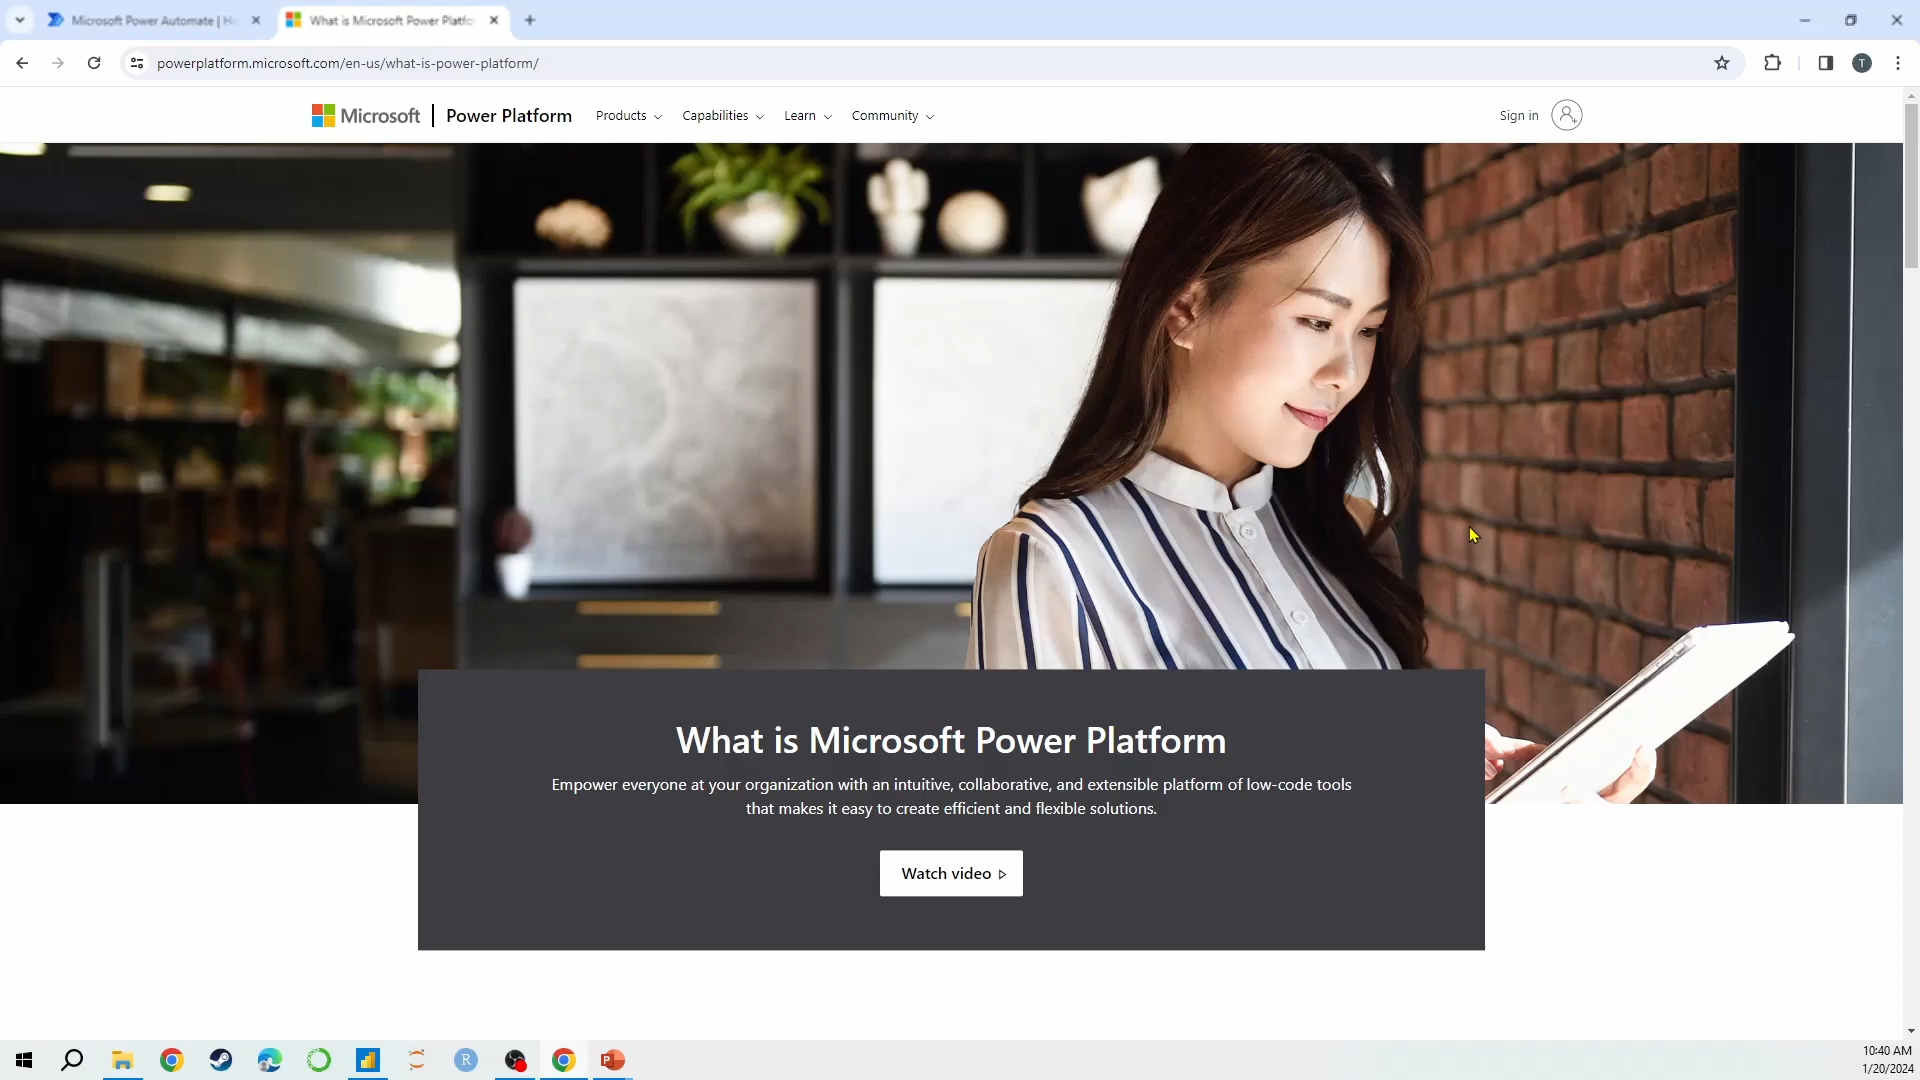 Microsoft Power Automate | H
What is Microsoft Power Platfo
powerplatform.microsoft.com/en-us/what-is-power-platform/
T
Microsoft
Power Platform
Products
Capabilities
Learn
Community
Sign in
What is Microsoft Power Platform
Empower everyone at your organization with an intuitive, collaborative, and extensible platform of low-code tools
that makes it easy to create efficient and flexible solutions.
Watch video
R
P
10:40 AM
1/20/2024